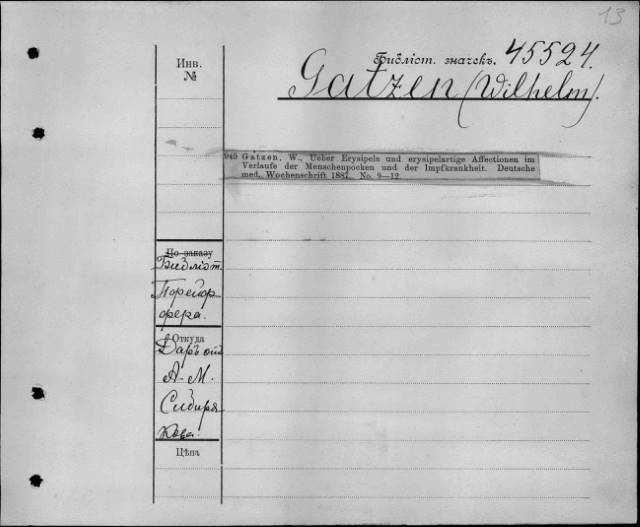 13
Инв.
№
Библіот. значекъ. 45524.
Gatzen (Wilhelm).
945 Gatzen, W., Ueber Erysipels und erysipelartige Affectionen im
Verlaufe der Menschenpocken und der Impfkrankheit. Deutsche
med. Wochenschrift 1887. No. 9—12.
По заказу
Библіот.
Порейор
фера.
Откуда
Даръ отъ
А. М.
Сибиря
кова.
Цѣна